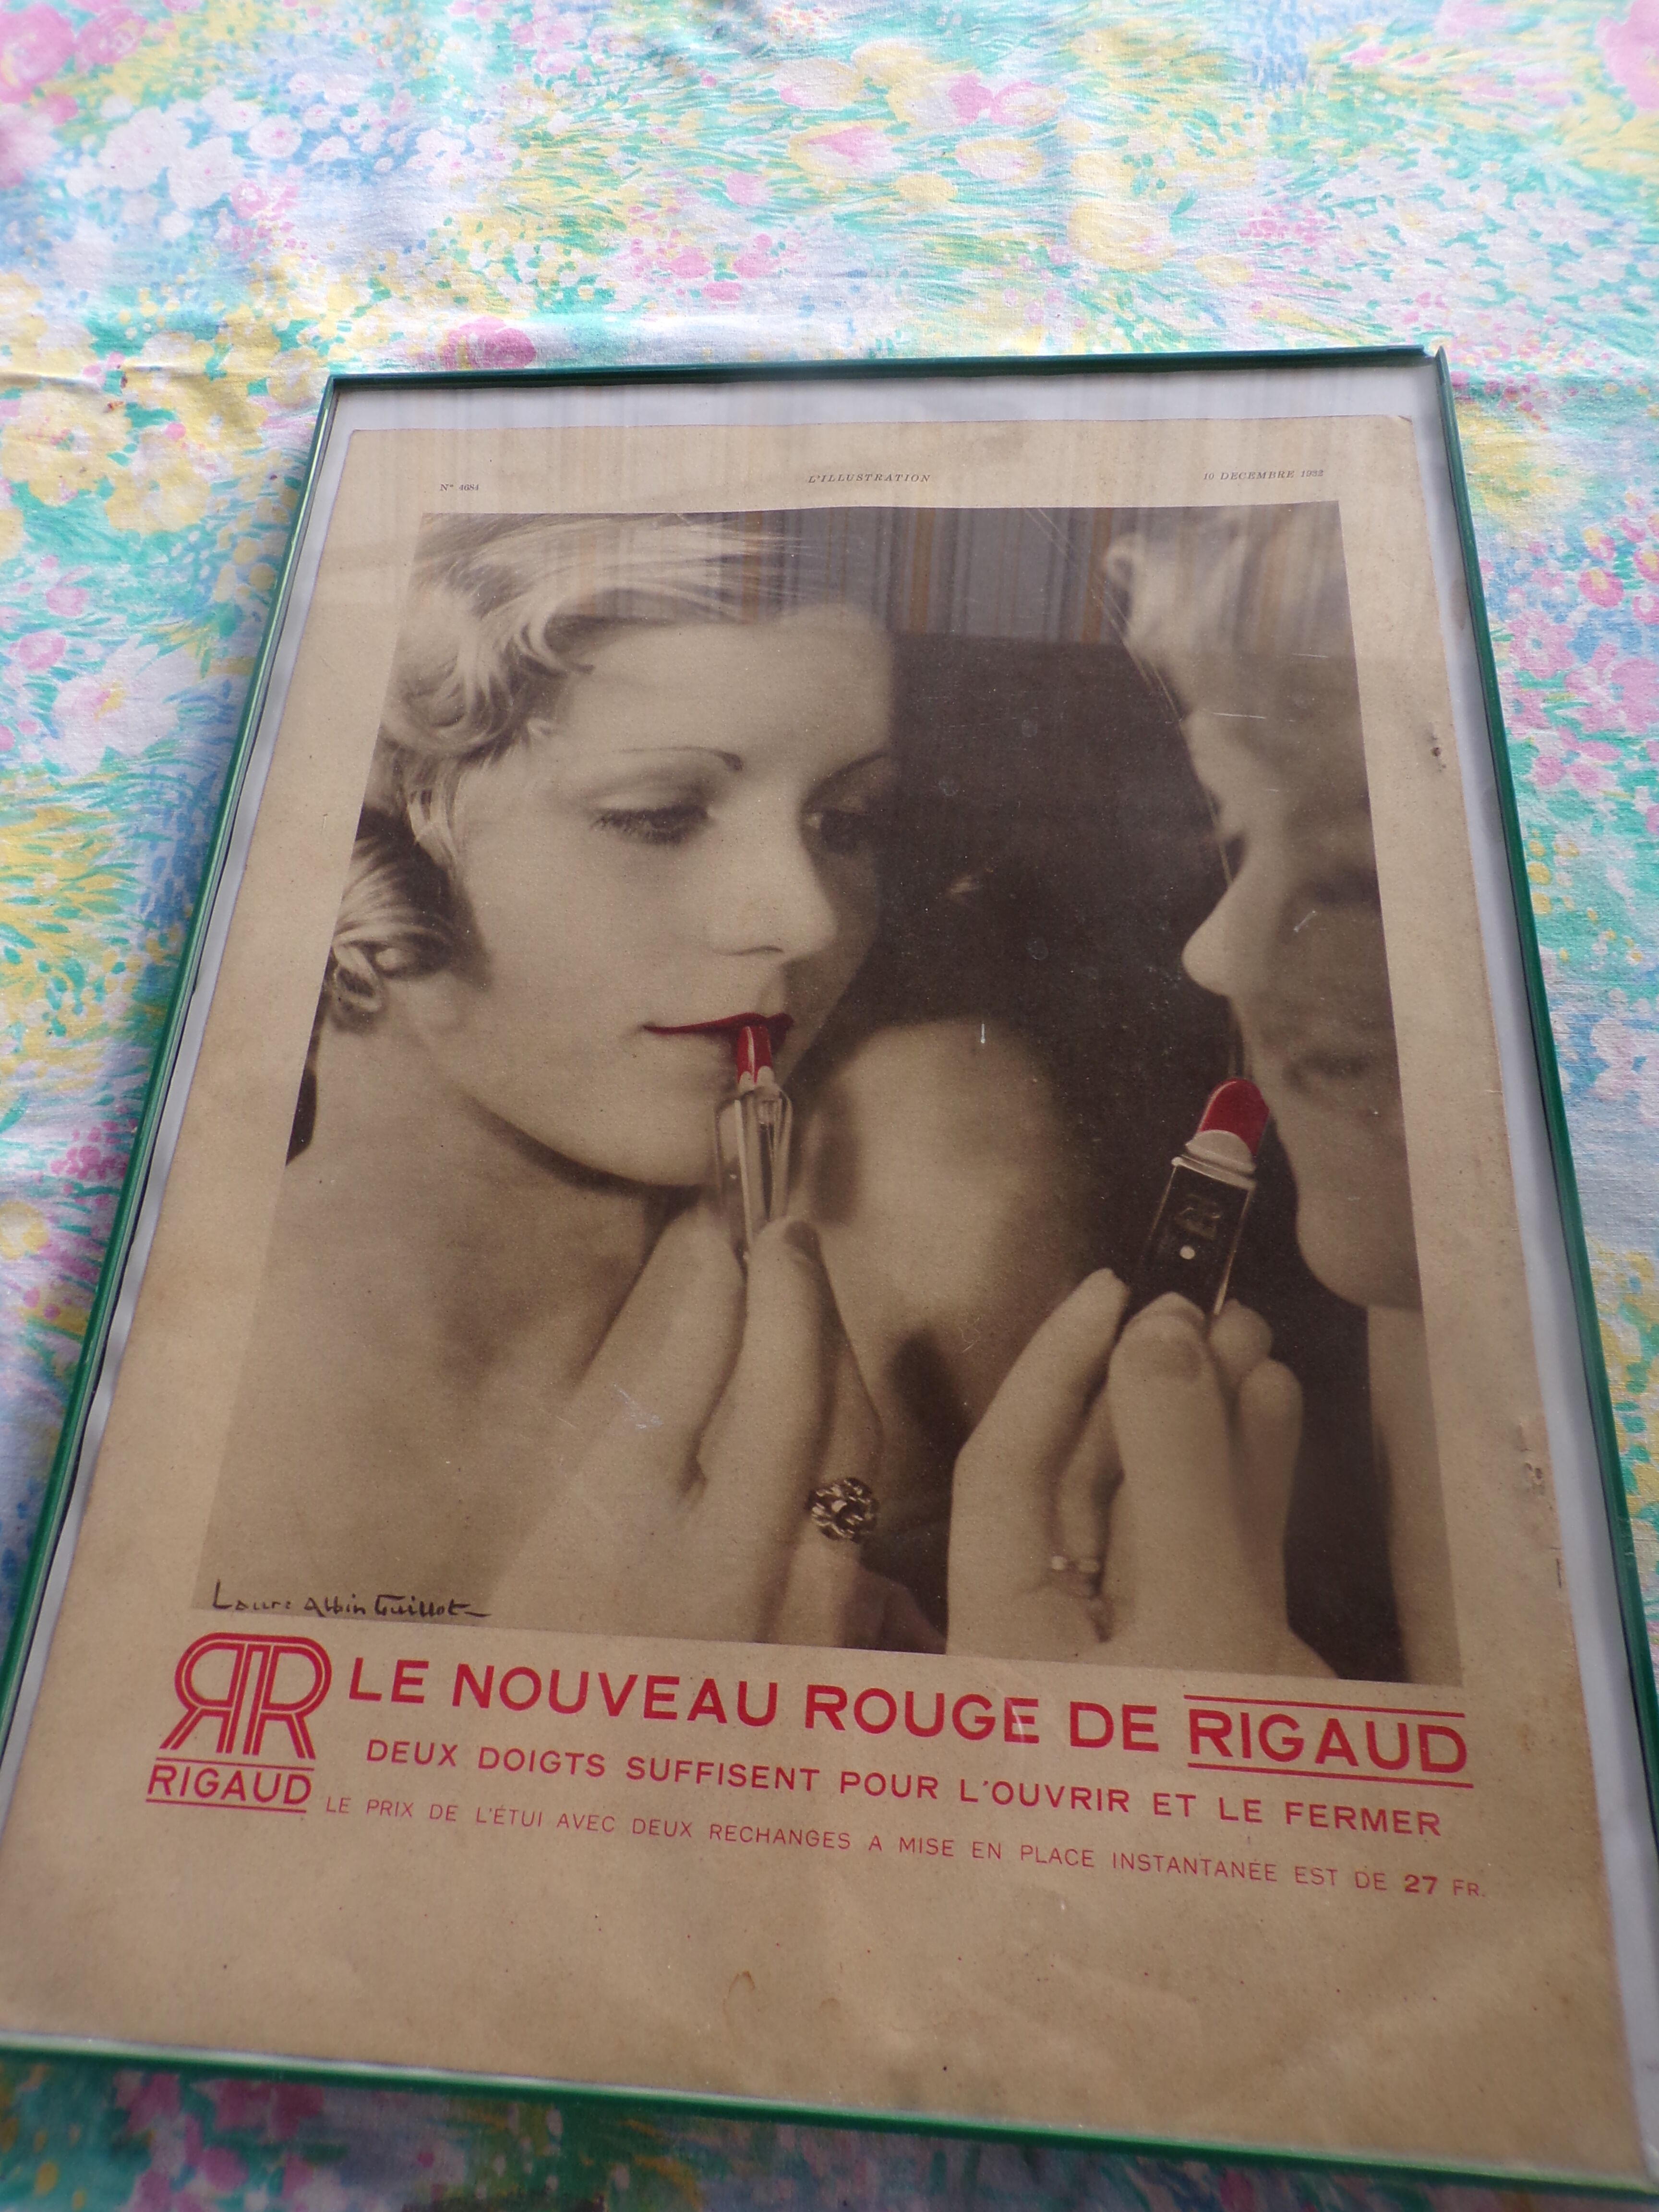 N° 4684 L'ILLUSTRATION 10 DECEMBRE 1932
Laure Albin Guillot
RR LE NOUVEAU ROUGE DE RIGAUD
DEUX DOIGTS SUFFISENT POUR L'OUVRIR ET LE FERMER
RIGAUD
LE PRIX DE L'ÉTUI AVEC DEUX RECHANGES A MISE EN PLACE INSTANTANÉE EST DE 27 FR.